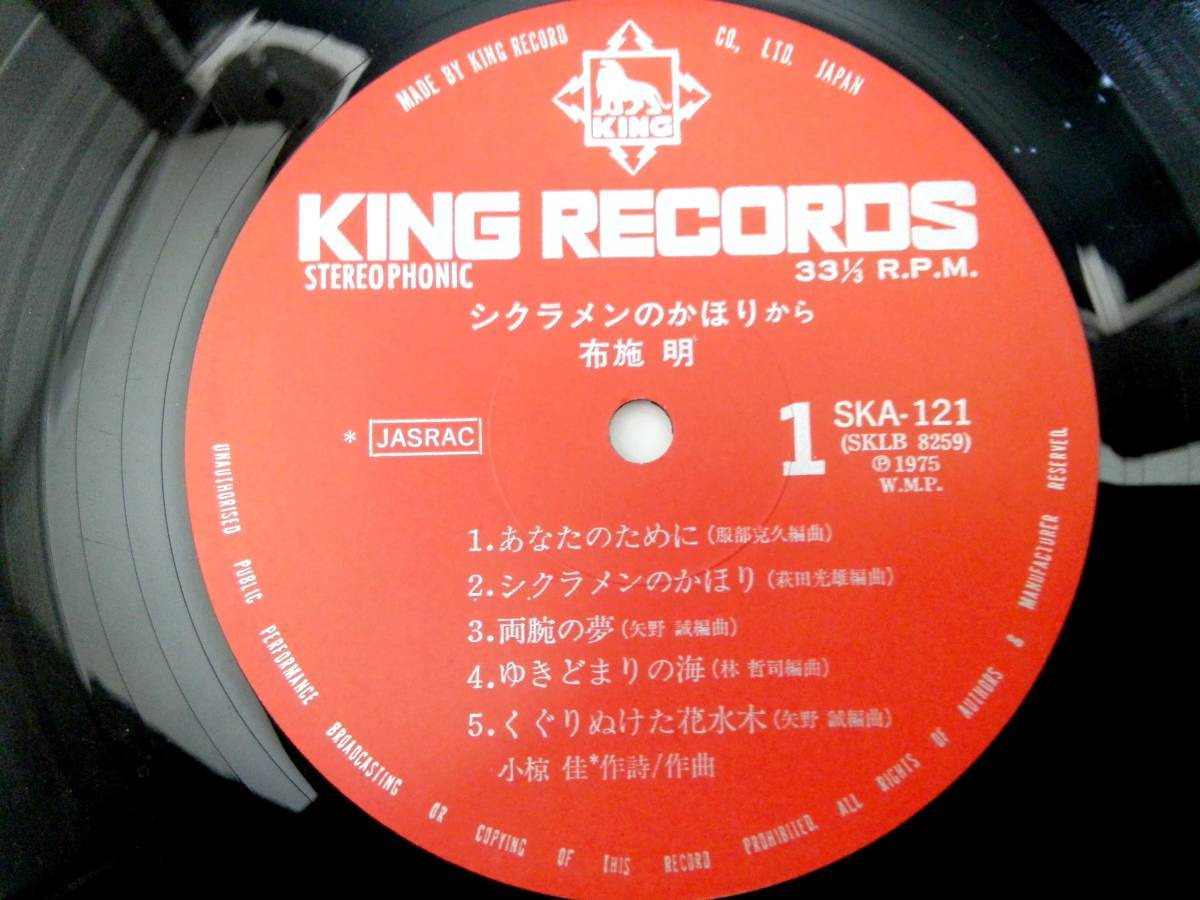 MADE BY KING RECORD CO., LTD. JAPAN
KING
KING RECORDS
STEREOPHONIC
33⅓ R.P.M.
シクラメンのかほりから
布施 明
* JASRAC
1
SKA-121
(SKLB 8259)
Ⓟ 1975
W.M.P.
1.あなたのために(服部克久編曲)
2.シクラメンのかほり(萩田光雄編曲)
3.両腕の夢(矢野 誠編曲)
4.ゆきどまりの海(林 哲司編曲)
5.くぐりぬけた花水木(矢野 誠編曲)
小椋 佳*作詩/作曲
UNAUTHORISED PUBLIC PERFORMANCE BROADCASTING OR COPYING OF THIS RECORD PROHIBITED. ALL RIGHTS OF AUTHORS & MANUFACTURER RESERVED.